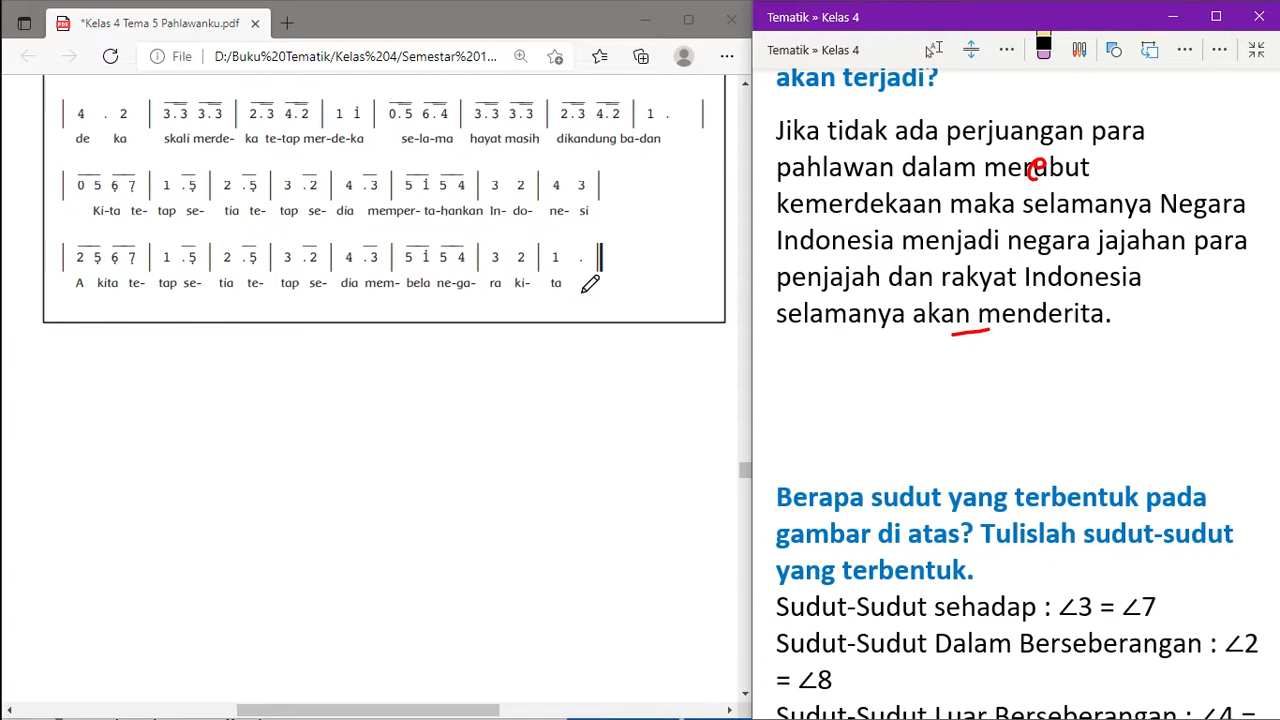 *Kelas 4 Tema 5 Pahlawanku.pdf
File
D:/Buku%20Tematik/Kelas%204/Semestar%201...
4 . 2 | 3.3 3.3 | 2.3 4.2 | 1 i | 0.5 6.4 | 3.3 3.3 | 2.3 4.2 | 1 . |
de ka skali merde- ka te-tap mer-de-ka se-la-ma hayat masih dikandung ba-dan
| 0 5 6 7 | 1 .5 | 2 .5 | 3 .2 | 4 .3 | 5 i 5 4 | 3 2 | 4 3 |
Ki-ta te- tap se- tia te- tap se- dia memper- ta-hankan In- do- ne- si
| 2 5 6 7 | 1 .5 | 2 .5 | 3 .2 | 4 .3 | 5 i 5 4 | 3 2 | 1 . ||
A kita te- tap se- tia te- tap se- dia mem- bela ne-ga- ra ki- ta
Tematik » Kelas 4
Tematik » Kelas 4
akan terjadi?
Jika tidak ada perjuangan para
pahlawan dalam merebut
kemerdekaan maka selamanya Negara
Indonesia menjadi negara jajahan para
penjajah dan rakyat Indonesia
selamanya akan menderita.
Berapa sudut yang terbentuk pada
gambar di atas? Tulislah sudut-sudut
yang terbentuk.
Sudut-Sudut sehadap : ∠3 = ∠7
Sudut-Sudut Dalam Berseberangan : ∠2
= ∠8
Sudut-Sudut Luar Berseberangan : ∠4 =